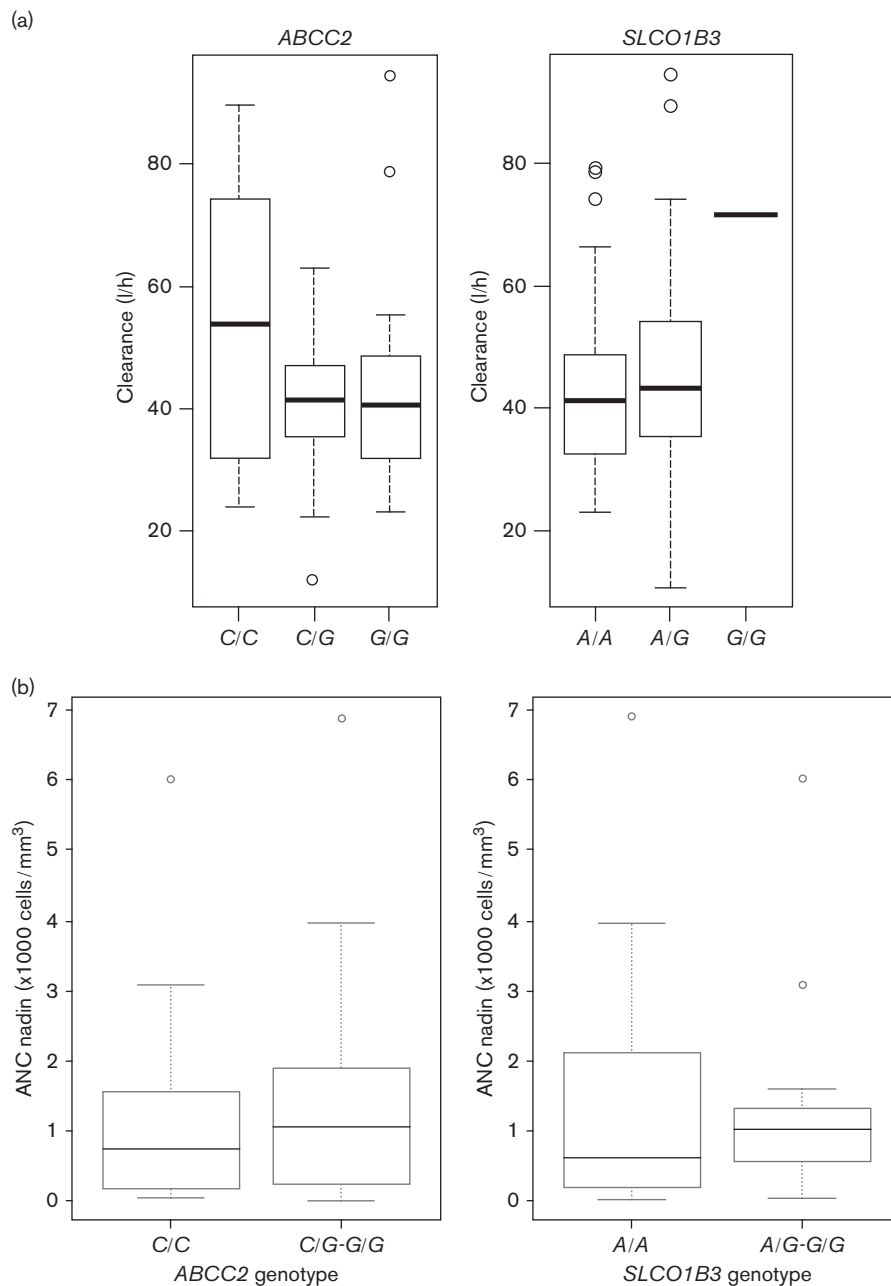 (a)
ABCC2
SLCO1B3
Clearance (l/h)
80
60
40
20
C/C
C/G
G/G
Clearance (l/h)
80
60
40
20
A/A
A/G
G/G
(b)
ANC nadin (x1000 cells/mm³)
7
6
5
4
3
2
1
0
C/C
C/G-G/G
ABCC2 genotype
ANC nadin (x1000 cells/mm³)
7
6
5
4
3
2
1
0
A/A
A/G-G/G
SLCO1B3 genotype